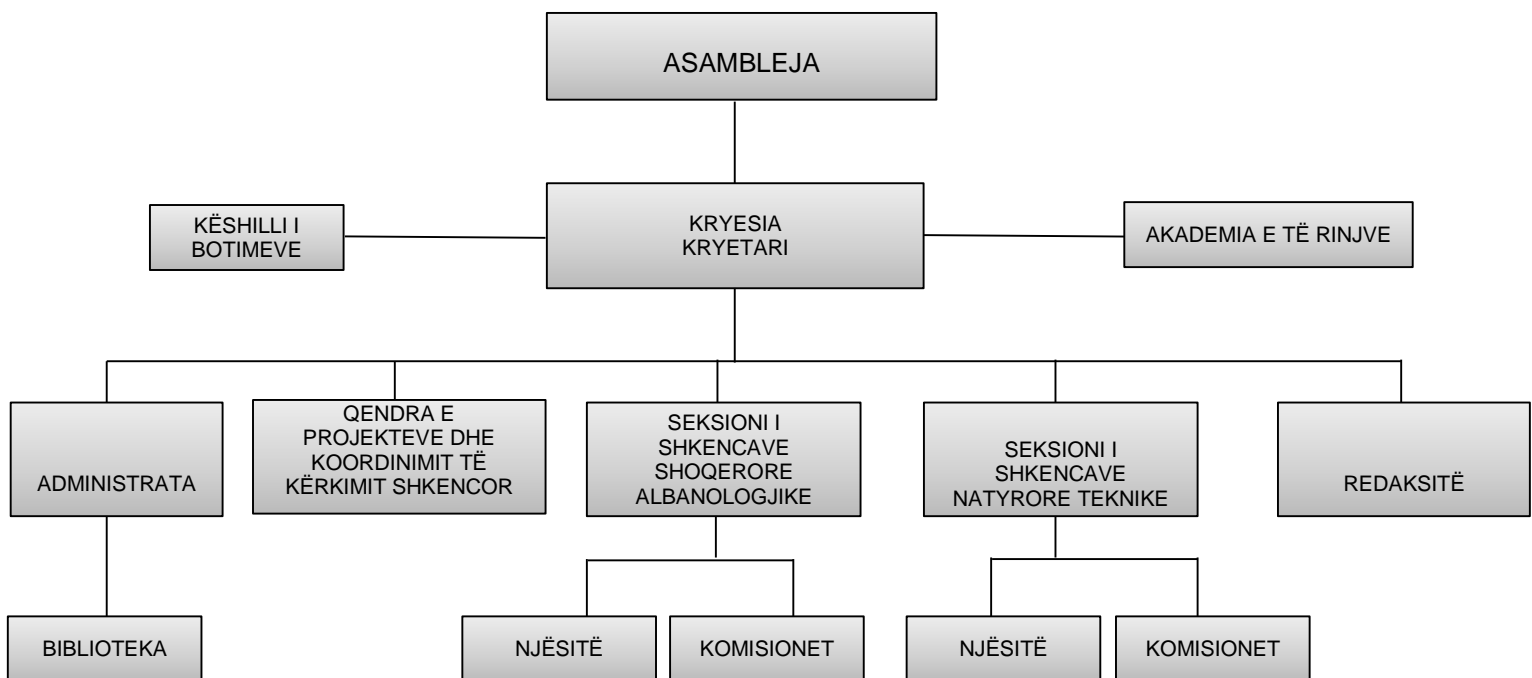 ASAMBLEJA
KËSHILLI I
BOTIMEVE
KRYESIA
KRYETARI
AKADEMIA E TË RINJVE
ADMINISTRATA
QENDRA E
PROJEKTEVE DHE
KOORDINIMIT TË
KËRKIMIT SHKENCOR
SEKSIONI I
SHKENCAVE
SHOQERORE
ALBANOLOGJIKE
SEKSIONI I
SHKENCAVE
NATYRORE TEKNIKE
REDAKSITË
BIBLIOTEKA
NJËSITË
KOMISIONET
NJËSITË
KOMISIONET